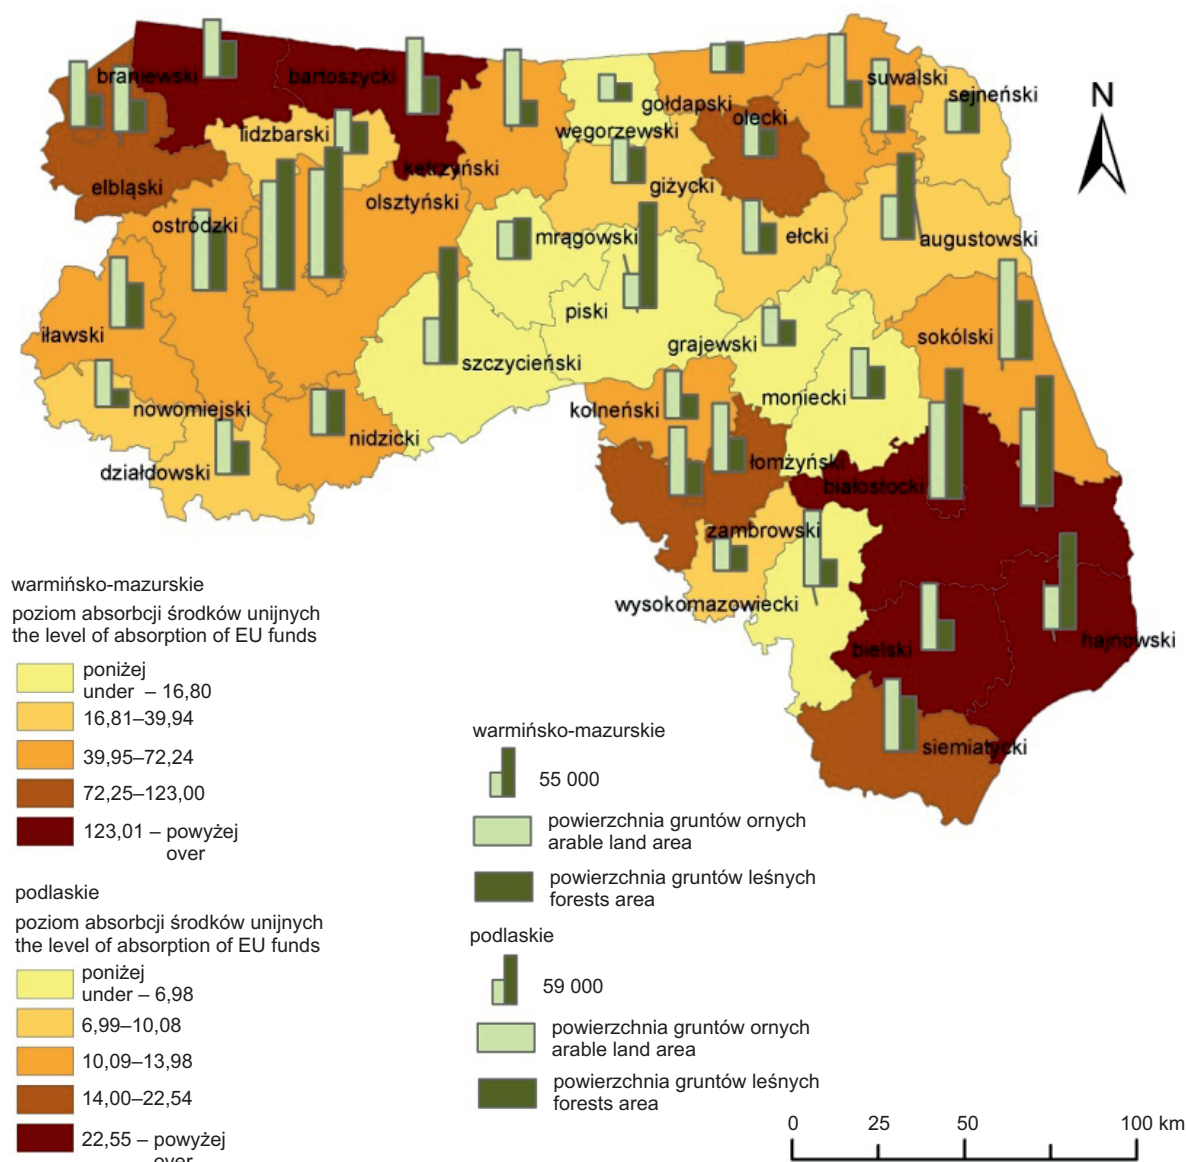 braniewski
bartoszycki
suwalski
sejneński
gołdapski
olecki
lidzbarski
węgorzewski
kętrzyński
elbląski
olsztyński
giżycki
ostródzki
mrągowski
ełcki
augustowski
piski
iławski
szczycieński
grajewski
sokólski
nowomiejski
kolneński
moniecki
nidzicki
działdowski
łomżyński
białostocki
zambrowski
wysokomazowiecki
bielski
hajnowski
siemiatycki
N
warmińsko-mazurskie
poziom absorbcji środków unijnych
the level of absorption of EU funds
poniżej
under – 16,80
16,81–39,94
39,95–72,24
72,25–123,00
123,01 – powyżej
over
podlaskie
poziom absorbcji środków unijnych
the level of absorption of EU funds
poniżej
under – 6,98
6,99–10,08
10,09–13,98
14,00–22,54
22,55 – powyżej
over
warmińsko-mazurskie
55 000
powierzchnia gruntów ornych
arable land area
powierzchnia gruntów leśnych
forests area
podlaskie
59 000
powierzchnia gruntów ornych
arable land area
powierzchnia gruntów leśnych
forests area
0 25 50 100 km